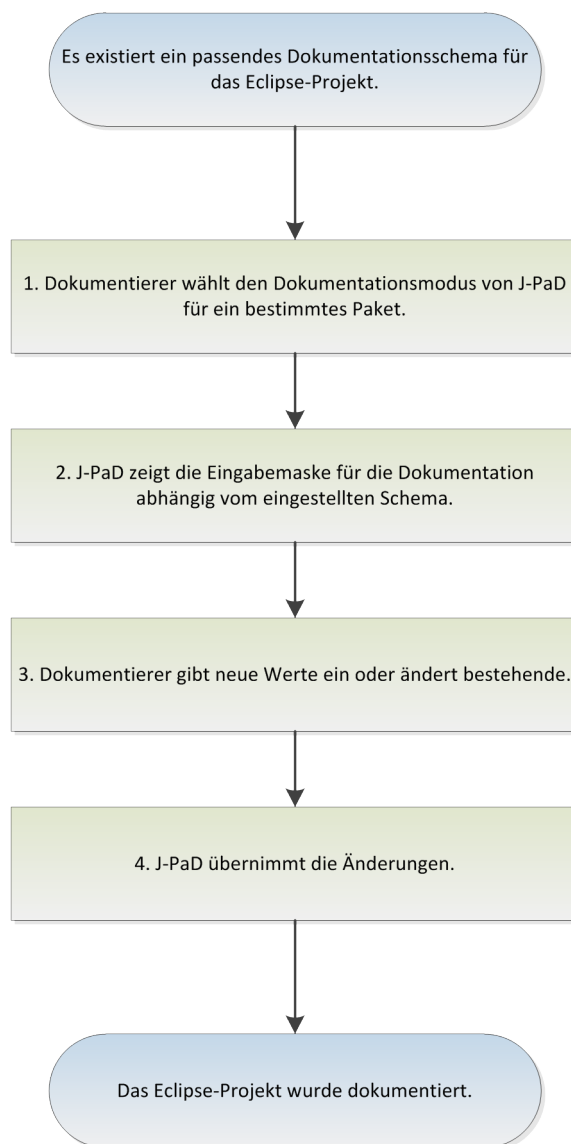 Es existiert ein passendes Dokumentationsschema für
das Eclipse-Projekt.
1. Dokumentierer wählt den Dokumentationsmodus von J-PaD
für ein bestimmtes Paket.
2. J-PaD zeigt die Eingabemaske für die Dokumentation
abhängig vom eingestellten Schema.
3. Dokumentierer gibt neue Werte ein oder ändert bestehende.
4. J-PaD übernimmt die Änderungen.
Das Eclipse-Projekt wurde dokumentiert.